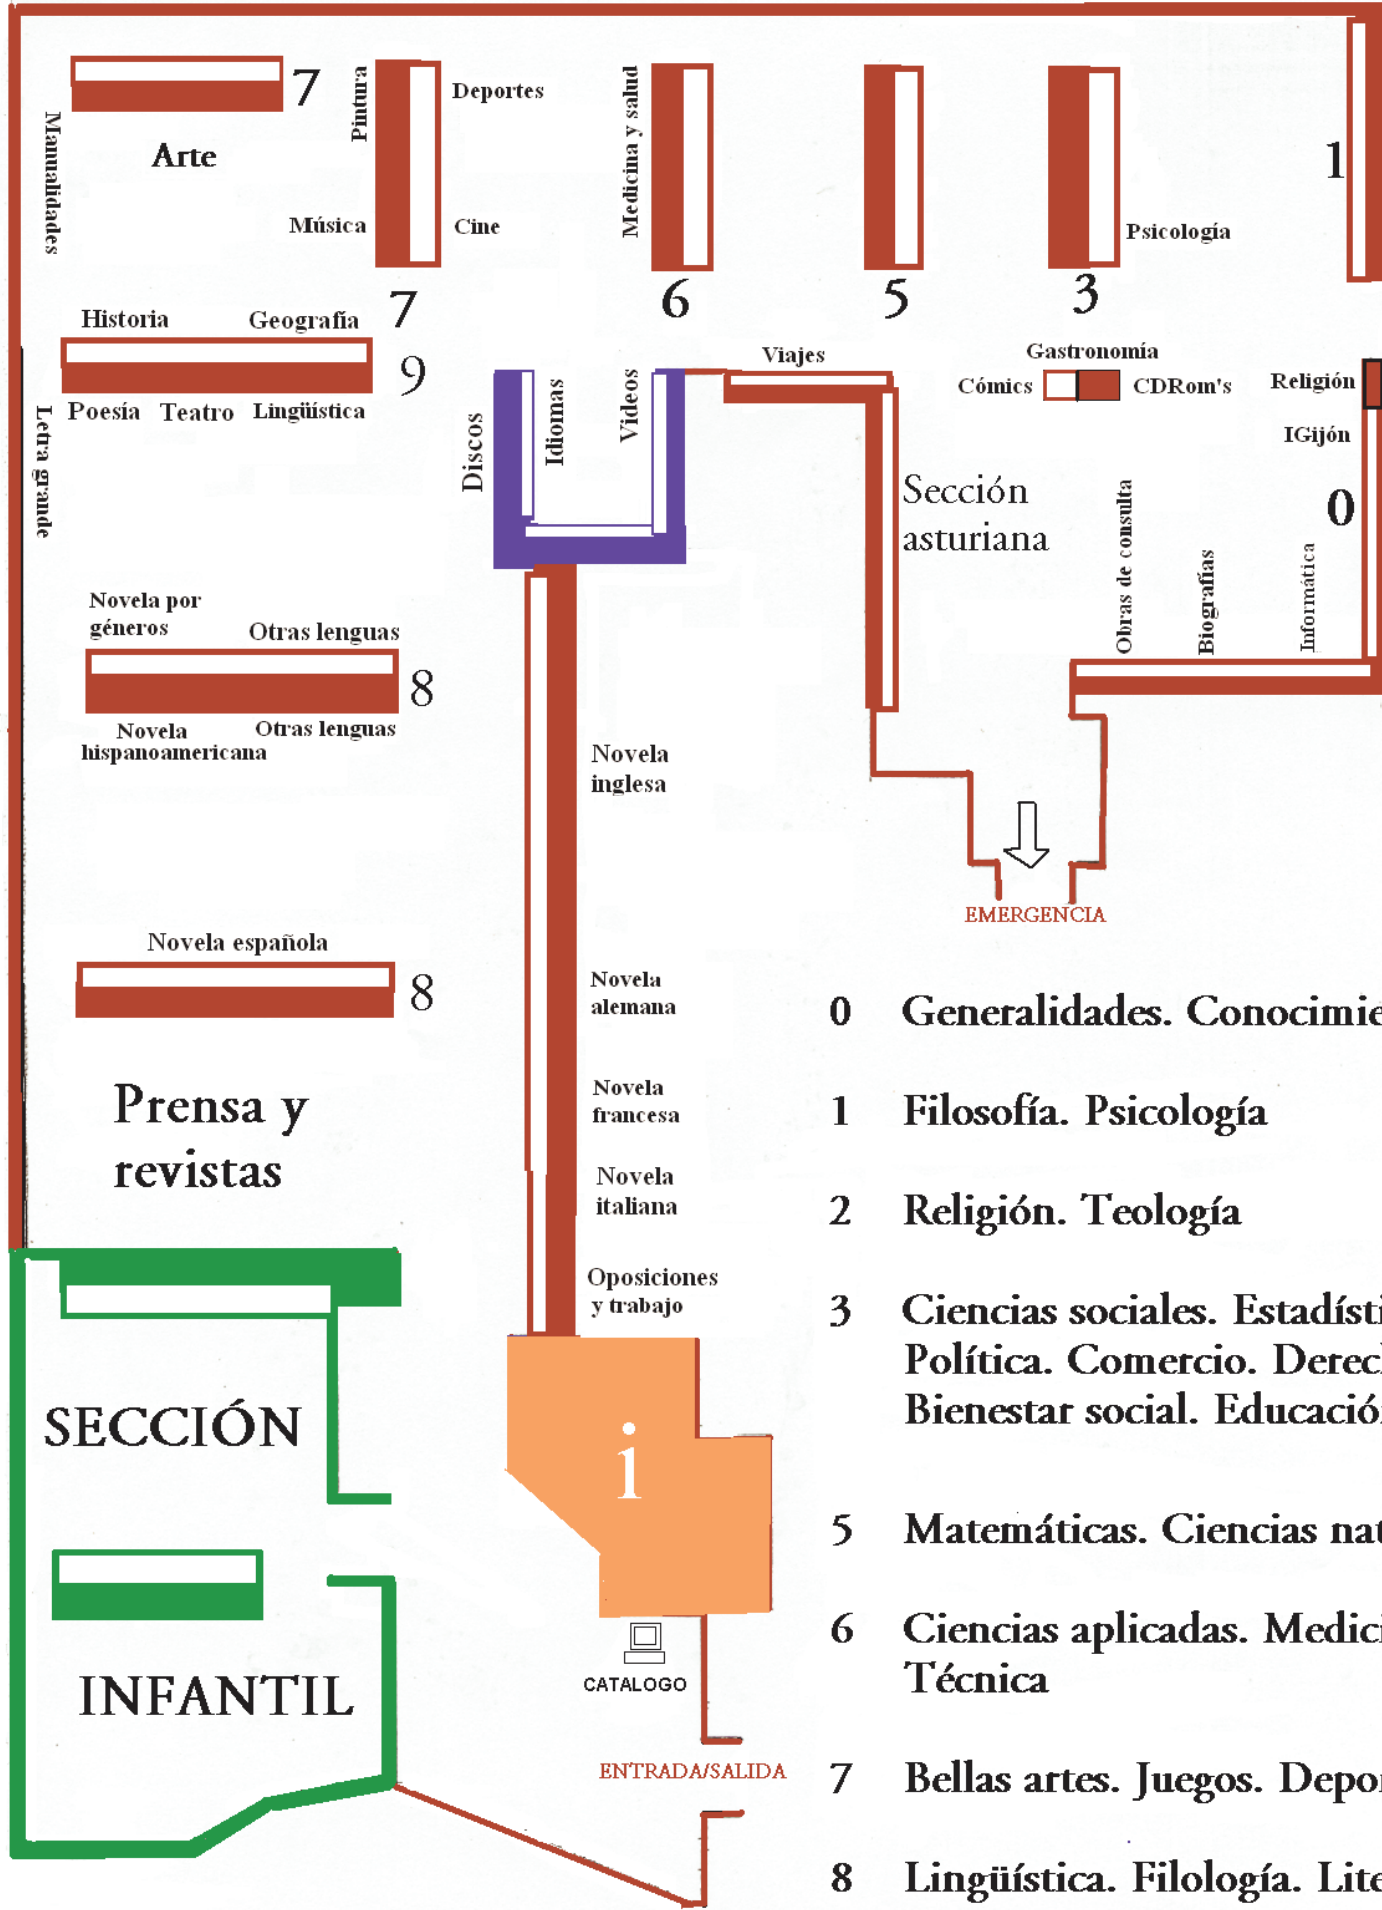 7
Pintura
Deportes
Manualidades
Arte
Música
Cine
7
Medicina y salud
6
5
3
Psicología
1
Historia
Geografía
9
Poesía
Teatro
Lingüística
Letra grande
Discos
Idiomas
Videos
Viajes
Gastronomía
Cómics
CDRom's
Religión
IGijón
0
Sección
asturiana
Obras de consulta
Biografías
Informática
Novela por
géneros
Otras lenguas
8
Novela
hispanoamericana
Otras lenguas
Novela
inglesa
EMERGENCIA
Novela española
8
Novela
alemana
Novela
francesa
Novela
italiana
Oposiciones
y trabajo
Prensa y
revistas
SECCIÓN
INFANTIL
i
CATALOGO
ENTRADA/SALIDA
0 Generalidades. Conocimie
1 Filosofía. Psicología
2 Religión. Teología
3 Ciencias sociales. Estadísti
Política. Comercio. Derech
Bienestar social. Educación
5 Matemáticas. Ciencias nat
6 Ciencias aplicadas. Medici
Técnica
7 Bellas artes. Juegos. Depor
8 Lingüística. Filología. Lite